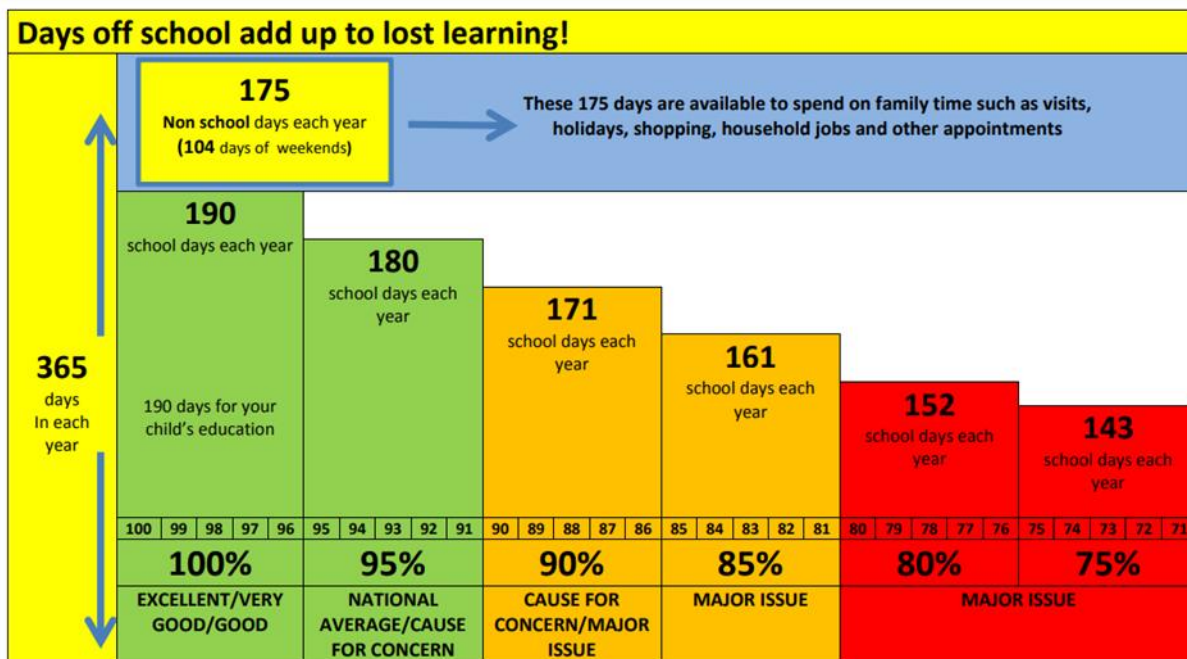 Days off school add up to lost learning!
175
Non school days each year
(104 days of weekends)
These 175 days are available to spend on family time such as visits,
holidays, shopping, household jobs and other appointments
365
days
In each
year
190
school days each year
190 days for your
child's education
180
school days each
year
171
school days each
year
161
school days each
year
152
school days each
year
143
school days each
year
100 99 98 97 96 95 94 93 92 91 90 89 88 87 86 85 84 83 82 81 80 79 78 77 76 75 74 73 72 71
100% 95% 90% 85% 80% 75%
EXCELLENT/VERY
GOOD/GOOD
NATIONAL
AVERAGE/CAUSE
FOR CONCERN
CAUSE FOR
CONCERN/MAJOR
ISSUE
MAJOR ISSUE
MAJOR ISSUE